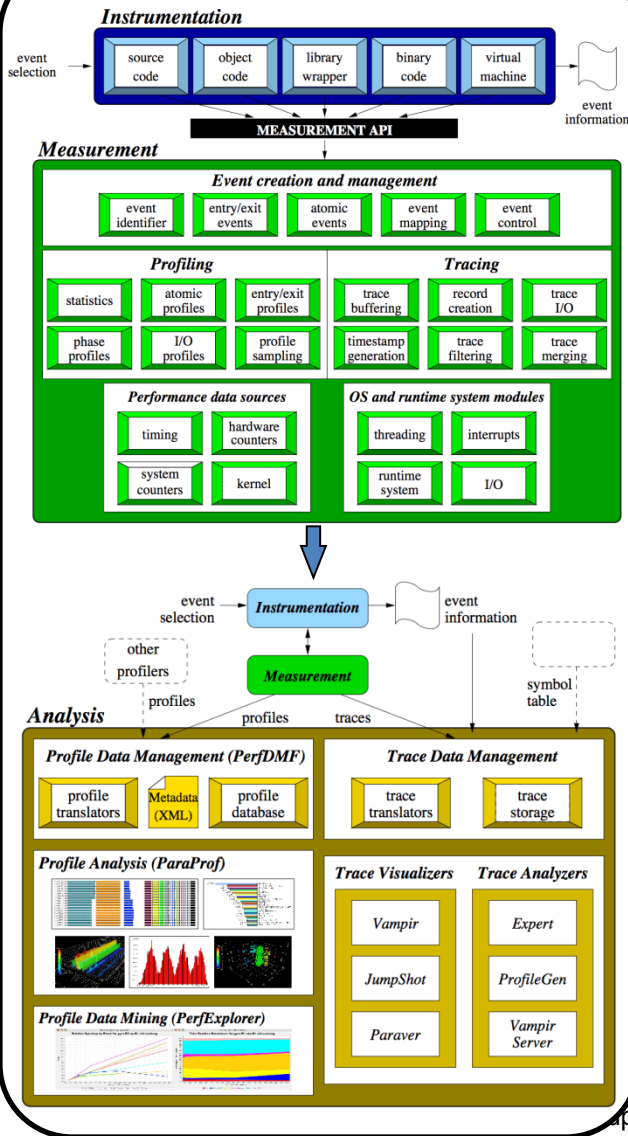 Instrumentation
event
selection
source
code
object
code
library
wrapper
binary
code
virtual
machine
event
information
MEASUREMENT API
Measurement
Event creation and management
event
identifier
entry/exit
events
atomic
events
event
mapping
event
control
Profiling
statistics
atomic
profiles
entry/exit
profiles
phase
profiles
I/O
profiles
profile
sampling
Tracing
trace
buffering
record
creation
trace
I/O
timestamp
generation
trace
filtering
trace
merging
Performance data sources
timing
hardware
counters
system
counters
kernel
OS and runtime system modules
threading
interrupts
runtime
system
I/O
event
selection
Instrumentation
event
information
other
profilers
Measurement
symbol
table
profiles
profiles
traces
Analysis
Profile Data Management (PerfDMF)
profile
translators
Metadata
(XML)
profile
database
Trace Data Management
trace
translators
trace
storage
Profile Analysis (ParaProf)
Profile Data Mining (PerfExplorer)
Trace Visualizers
Vampir
JumpShot
Paraver
Trace Analyzers
Expert
ProfileGen
Vampir
Server